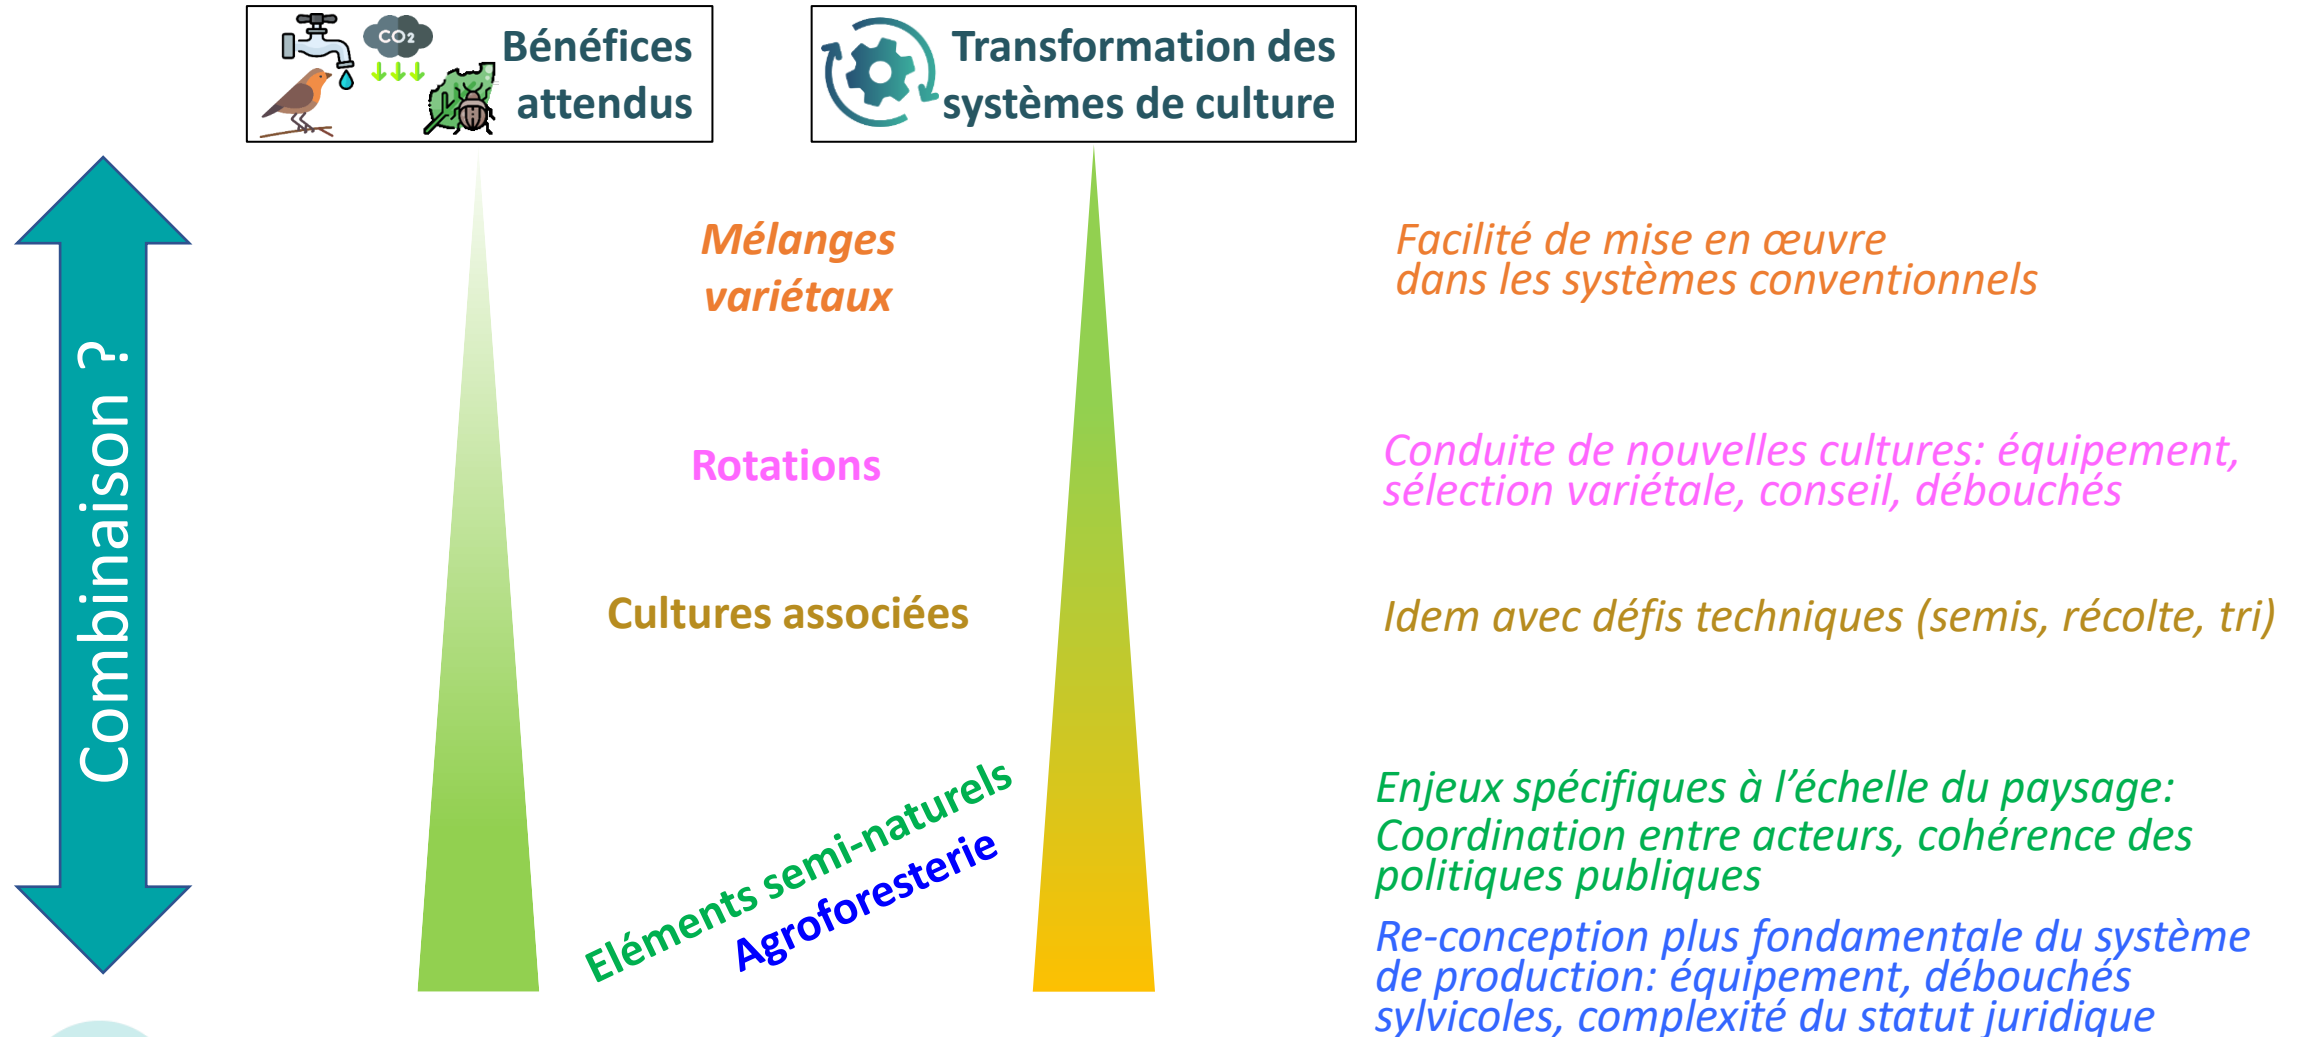 CO2
Bénéfices
attendus
Transformation des
systèmes de culture
Combinaison ?
Mélanges
variétaux
Facilité de mise en œuvre
dans les systèmes conventionnels
Rotations
Conduite de nouvelles cultures: équipement,
sélection variétale, conseil, débouchés
Cultures associées
Idem avec défis techniques (semis, récolte, tri)
Eléments semi-naturels
Agroforesterie
Enjeux spécifiques à l’échelle du paysage:
Coordination entre acteurs, cohérence des
politiques publiques
Re-conception plus fondamentale du système
de production: équipement, débouchés
sylvicoles, complexité du statut juridique